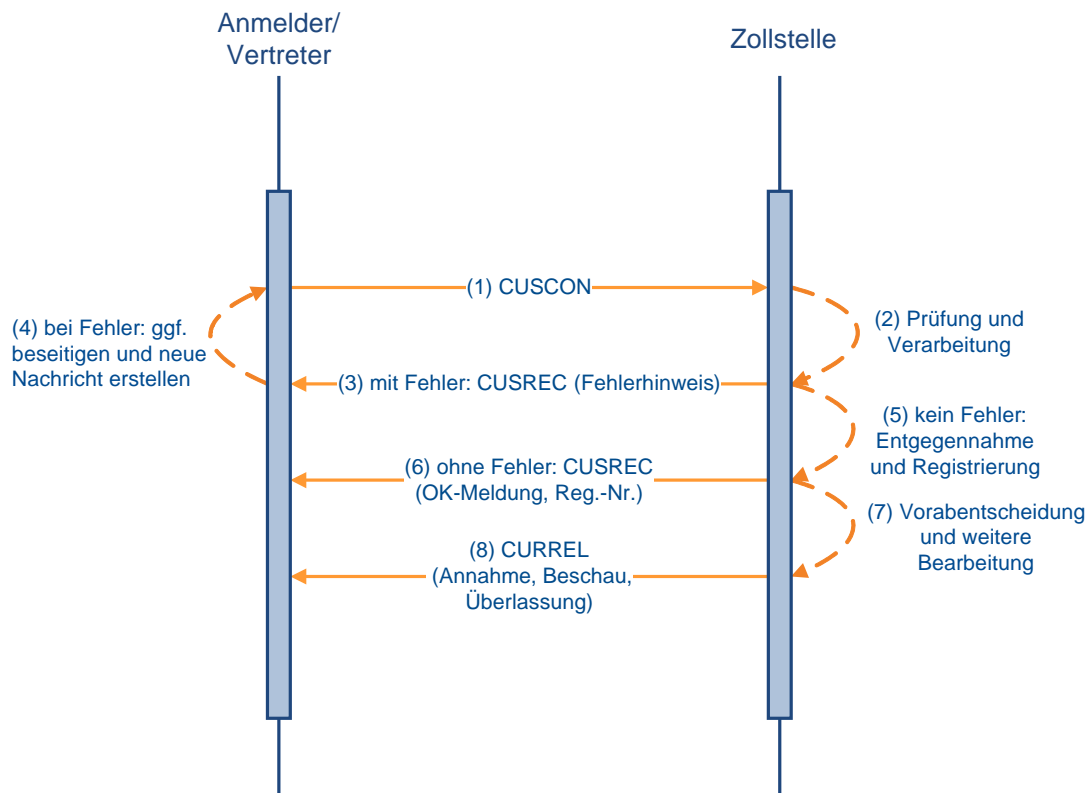 Anmelder/
Vertreter
Zollstelle
(1) CUSCON
(2) Prüfung und
Verarbeitung
(3) mit Fehler: CUSREC (Fehlerhinweis)
(4) bei Fehler: ggf.
beseitigen und neue
Nachricht erstellen
(5) kein Fehler:
Entgegennahme
und Registrierung
(6) ohne Fehler: CUSREC
(OK-Meldung, Reg.-Nr.)
(7) Vorabentscheidung
und weitere
Bearbeitung
(8) CURREL
(Annahme, Beschau,
Überlassung)